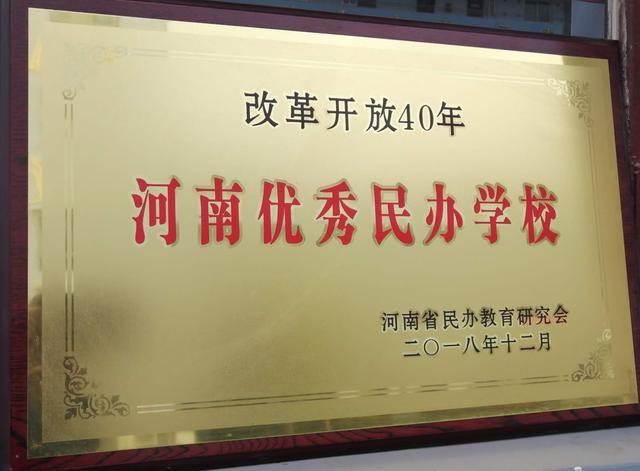 改革开放40年
河南优秀民办学校
河南省民办教育研究会
二〇一八年十二月